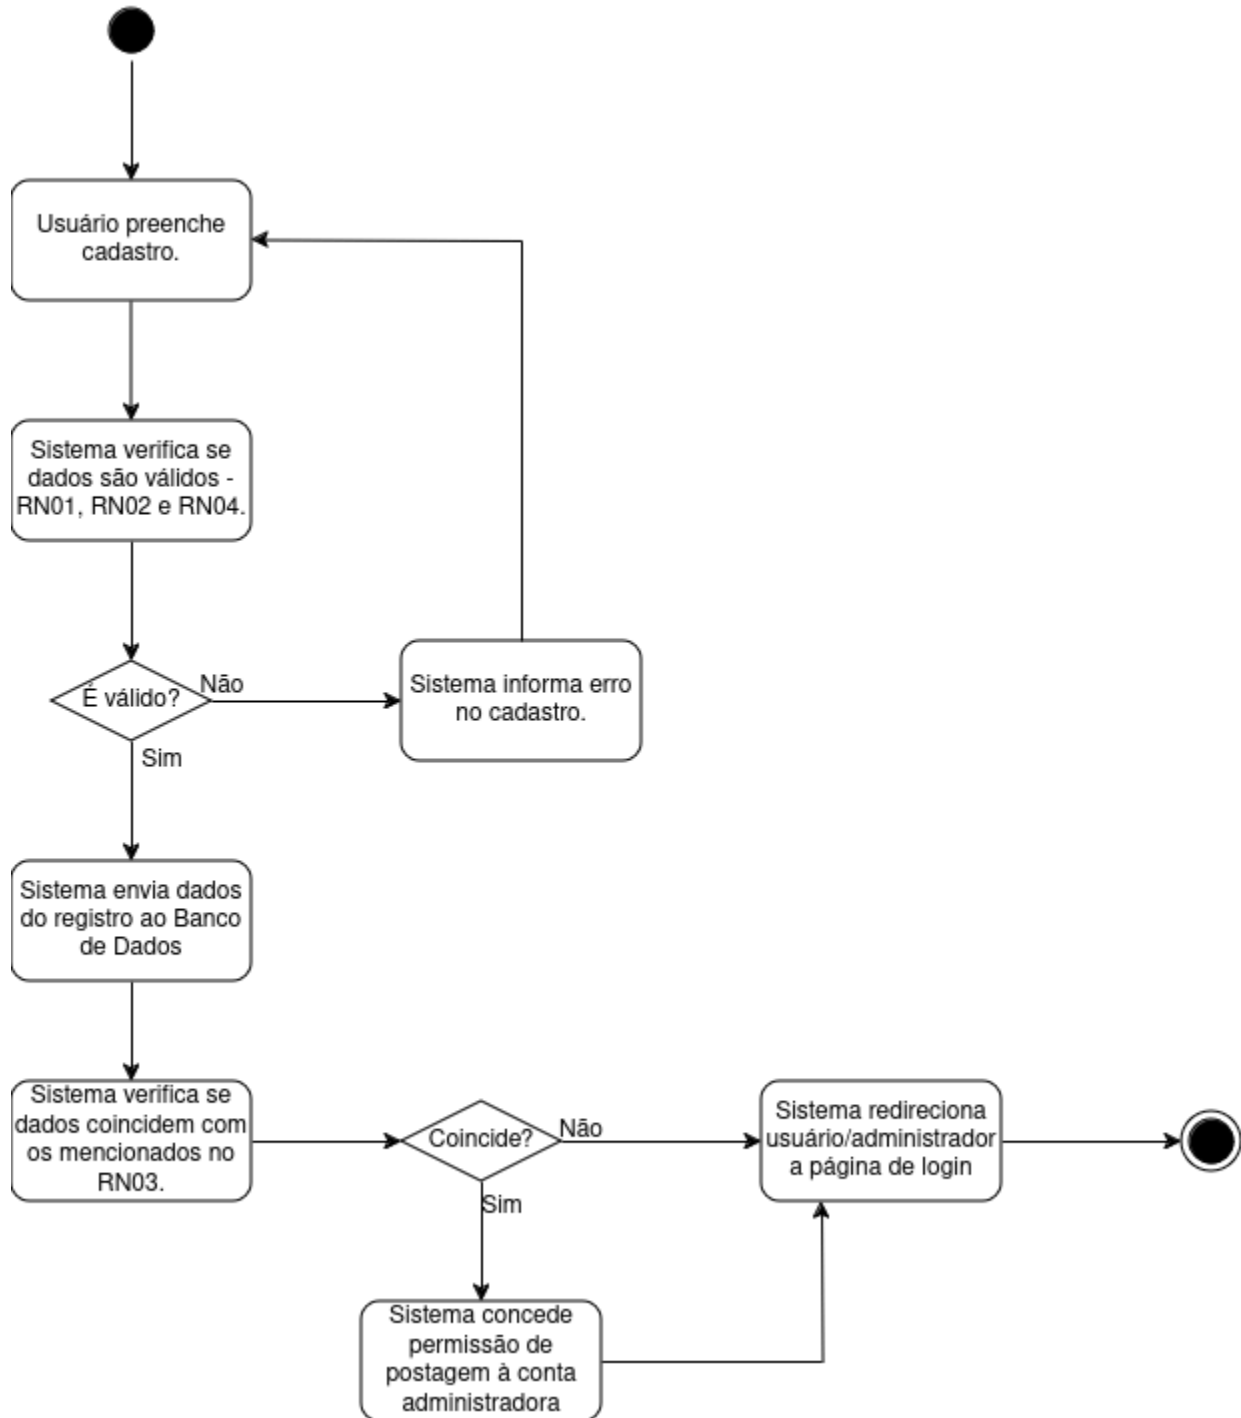 Usuário preenche
cadastro.
Sistema verifica se
dados são válidos -
RN01, RN02 e RN04.
É válido?
Não
Sistema informa erro
no cadastro.
Sim
Sistema envia dados
do registro ao Banco
de Dados
Sistema verifica se
dados coincidem com
os mencionados no
RN03.
Coincide?
Não
Sistema redireciona
usuário/administrador
a página de login
Sim
Sistema concede
permissão de
postagem à conta
administradora